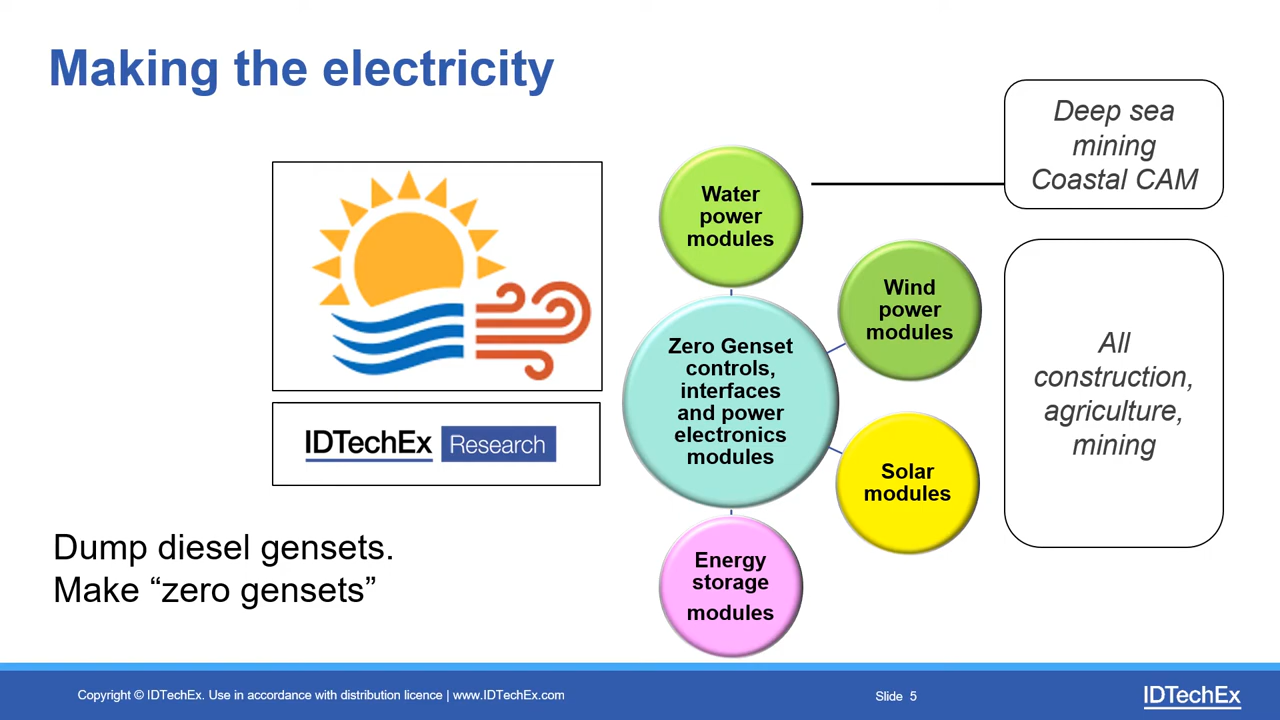 Making the electricity
Deep sea
mining
Coastal CAM
Water
power
modules
Wind
power
modules
All
construction,
agriculture,
mining
Zero Genset
controls,
interfaces
and power
electronics
modules
IDTechEx Research
Solar
modules
Dump diesel gensets.
Make “zero gensets”
Energy
storage
modules
Copyright © IDTechEx. Use in accordance with distribution licence | www.IDTechEx.com
Slide 5
IDTechEx